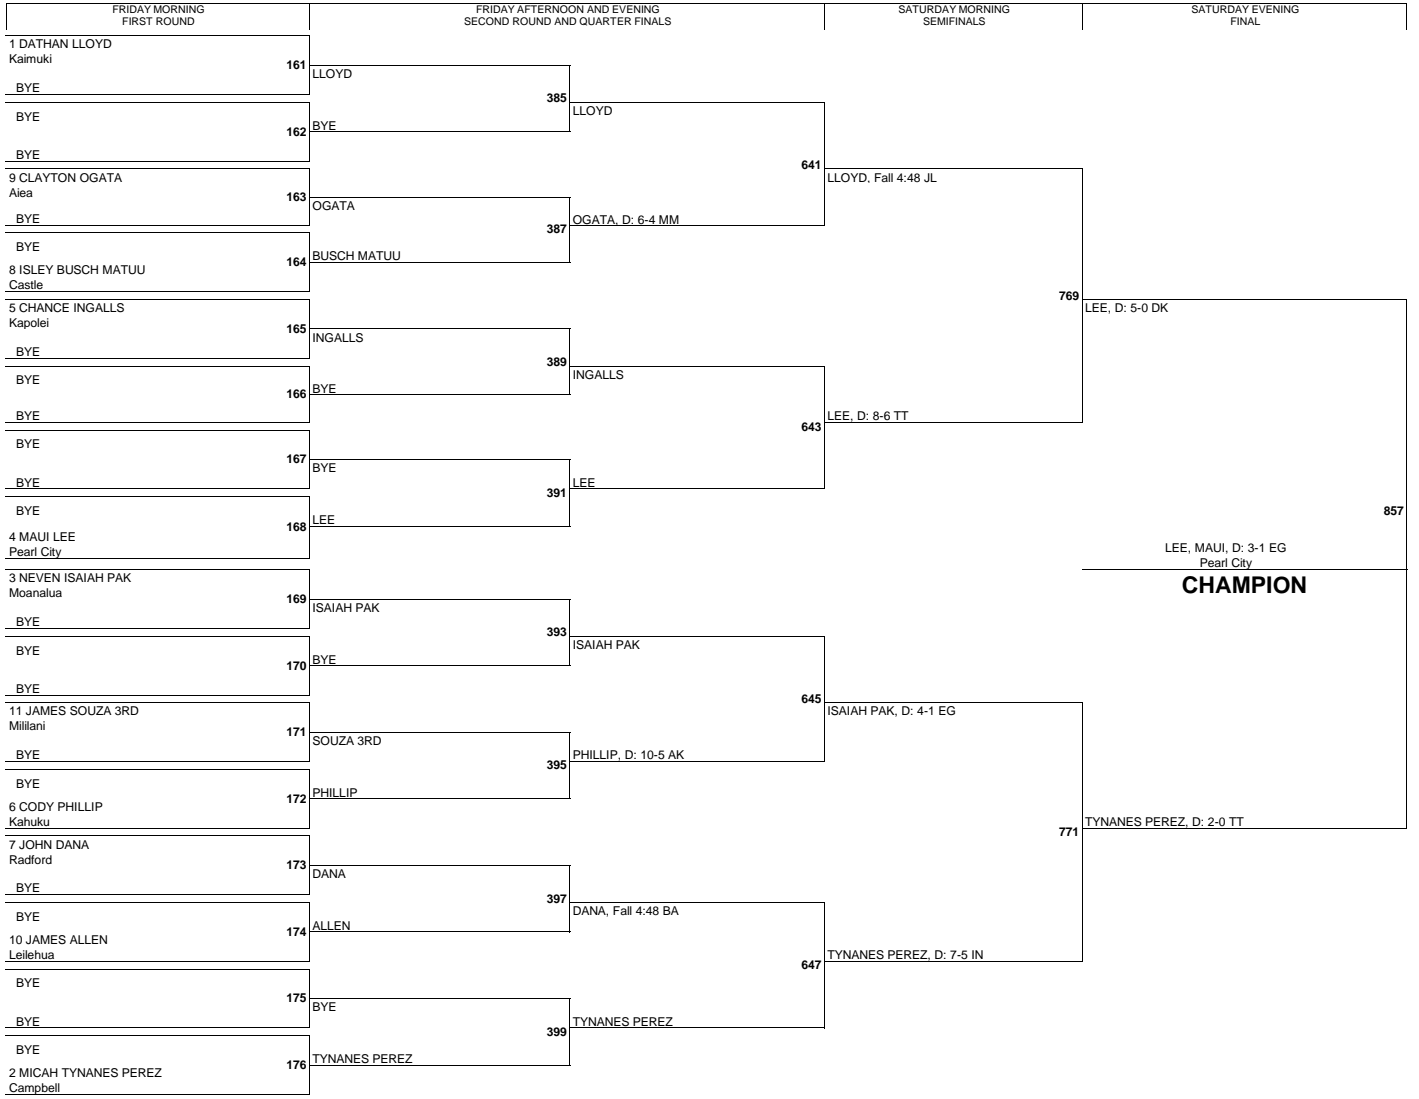 FRIDAY MORNING
FIRST ROUND
FRIDAY AFTERNOON AND EVENING
SECOND ROUND AND QUARTER FINALS
SATURDAY MORNING
SEMIFINALS
SATURDAY EVENING
FINAL
1 DATHAN LLOYD
Kaimuki
161
BYE
BYE
162
BYE
9 CLAYTON OGATA
Aiea
163
BYE
BYE
164
8 ISLEY BUSCH MATUU
Castle
5 CHANCE INGALLS
Kapolei
165
BYE
BYE
166
BYE
BYE
167
BYE
BYE
168
4 MAUI LEE
Pearl City
3 NEVEN ISAIAH PAK
Moanalua
169
BYE
BYE
170
BYE
11 JAMES SOUZA 3RD
Mililani
171
BYE
BYE
172
6 CODY PHILLIP
Kahuku
7 JOHN DANA
Radford
173
BYE
BYE
174
10 JAMES ALLEN
Leilehua
BYE
175
BYE
BYE
176
2 MICAH TYNANES PEREZ
Campbell
LLOYD
385
BYE
OGATA
387
BUSCH MATUU
INGALLS
389
BYE
BYE
391
LEE
ISAIAH PAK
393
BYE
SOUZA 3RD
395
PHILLIP
DANA
397
ALLEN
BYE
399
TYNANES PEREZ
LLOYD
641
OGATA, D: 6-4 MM
INGALLS
643
LEE
ISAIAH PAK
645
PHILLIP, D: 10-5 AK
DANA, Fall 4:48 BA
647
TYNANES PEREZ
LLOYD, Fall 4:48 JL
769
LEE, D: 8-6 TT
ISAIAH PAK, D: 4-1 EG
771
TYNANES PEREZ, D: 7-5 IN
LEE, D: 5-0 DK
857
LEE, MAUI, D: 3-1 EG
Pearl City
CHAMPION
TYNANES PEREZ, D: 2-0 TT